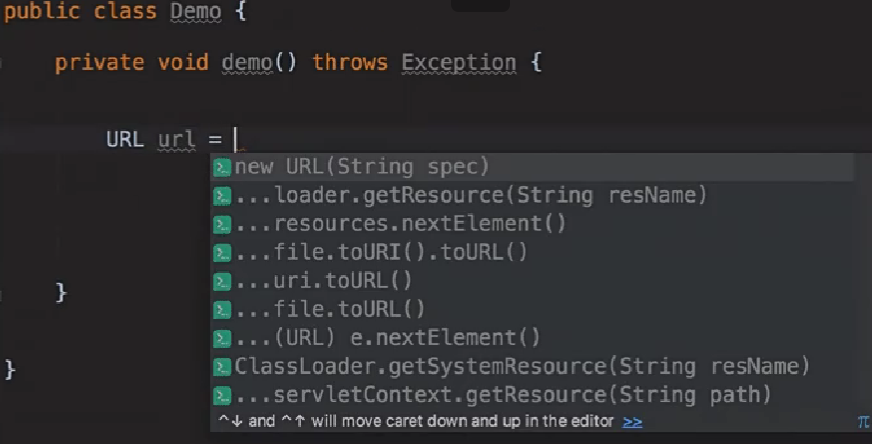 public class Demo {
private void demo() throws Exception {
URL url =
new URL(String spec)
...loader.getResource(String resName)
...resources.nextElement()
...file.toURI().toURL()
...uri.toURL()
...file.toURL()
...(URL) e.nextElement()
ClassLoader.getSystemResource(String resName)
...servletContext.getResource(String path)
^↓ and ^↑ will move caret down and up in the editor >> π
}
}